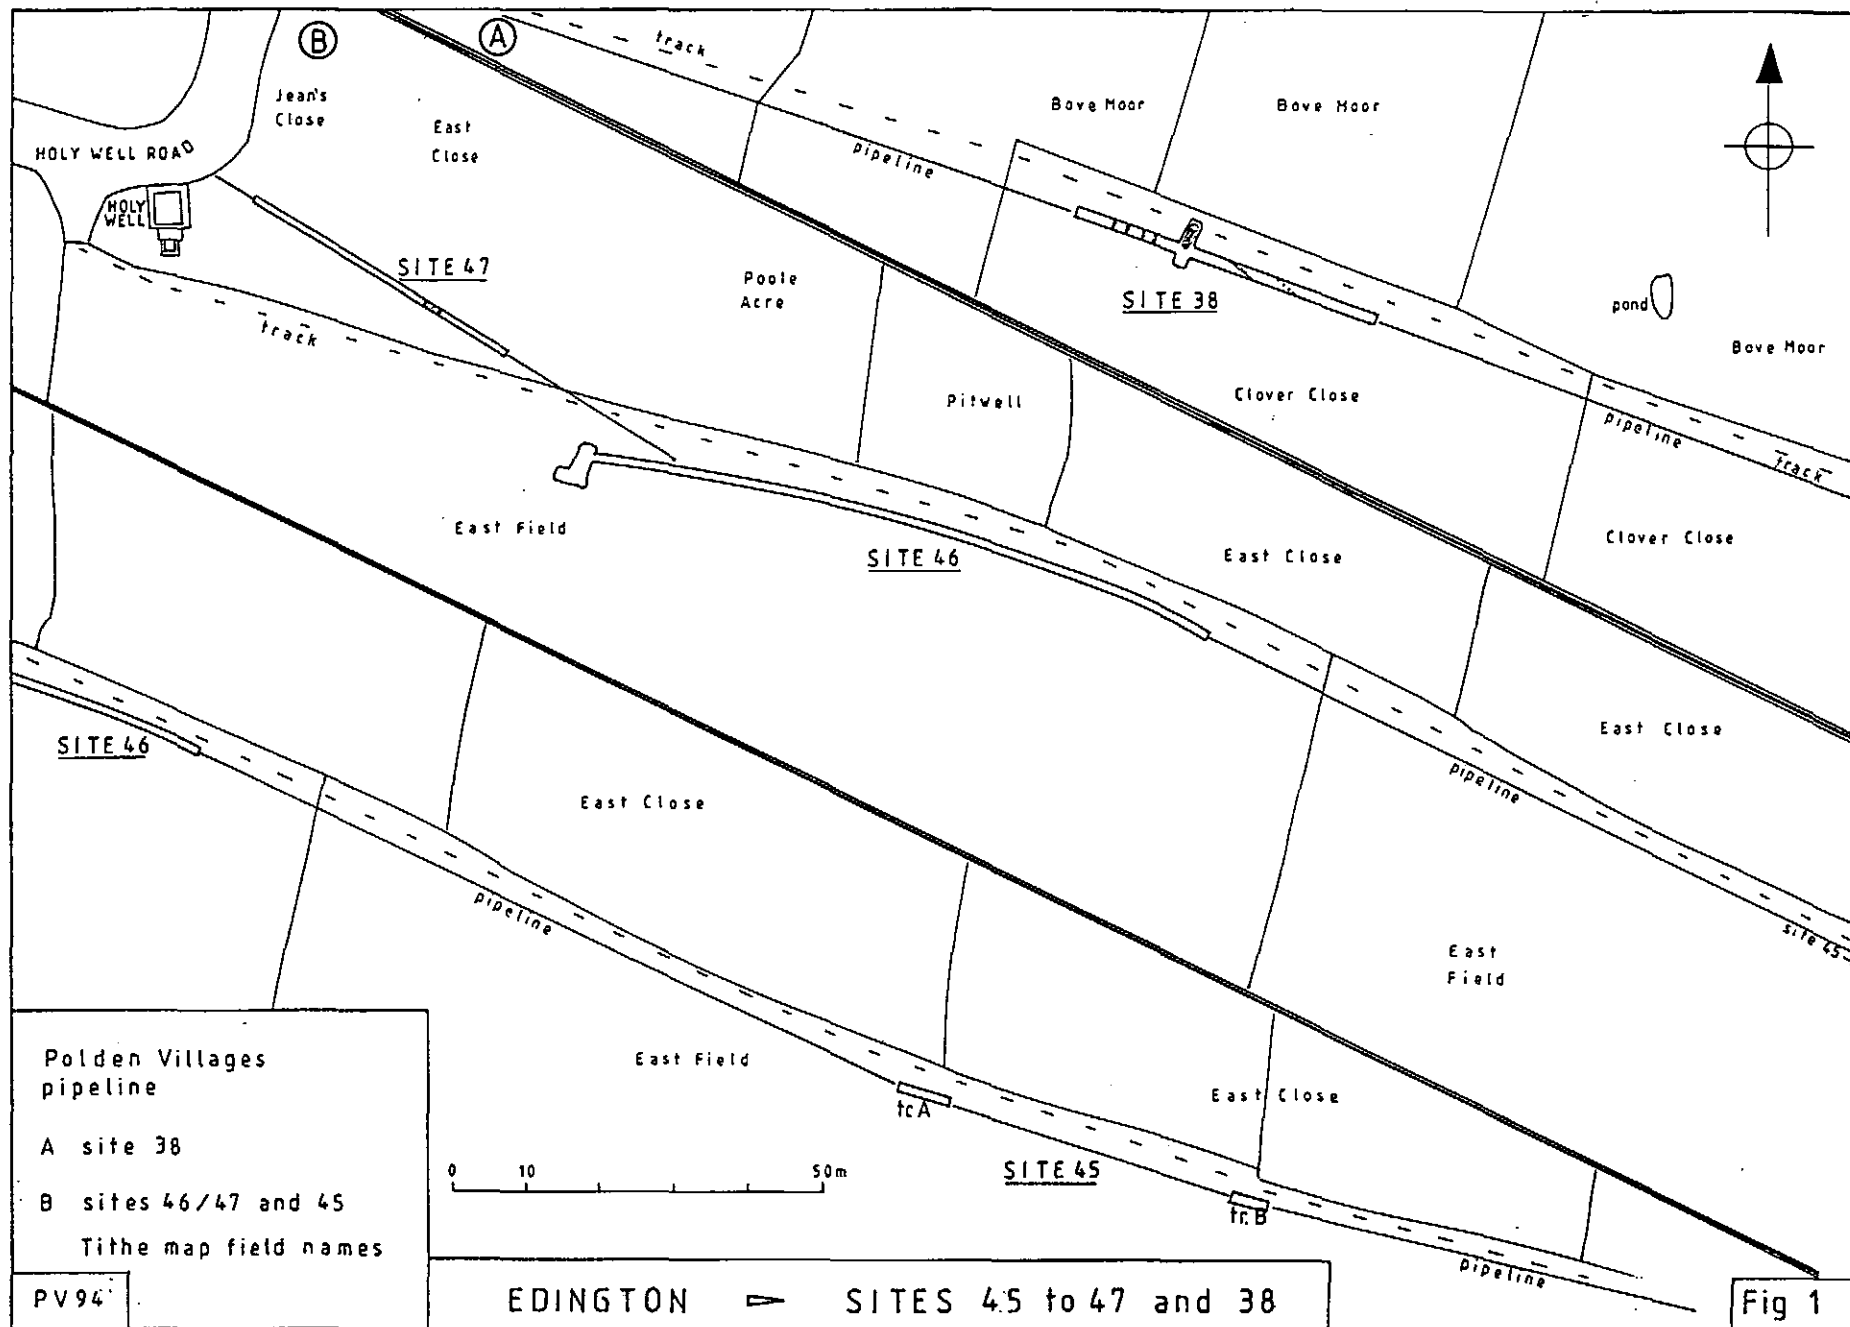 B
A
track
Jean's
Close
East
Close
Bove Moor
Bove Moor
HOLY WELL ROAD
pipeline
HOLY
WELL
SITE 47
Poole
Acre
SITE 38
pond
track
Bove Moor
Pitwell
Clover Close
pipeline
track
East Field
SITE 46
East Close
Clover Close
SITE 46
East Close
pipeline
East Close
pipeline
East
Field
site 45
East Field
tcA
East Close
SITE 45
tr.B
pipeline
0 10 50m
Polden Villages
pipeline
A site 38
B sites 46/47 and 45
Tithe map field names
PV94
EDINGTON SITES 45 to 47 and 38
Fig 1